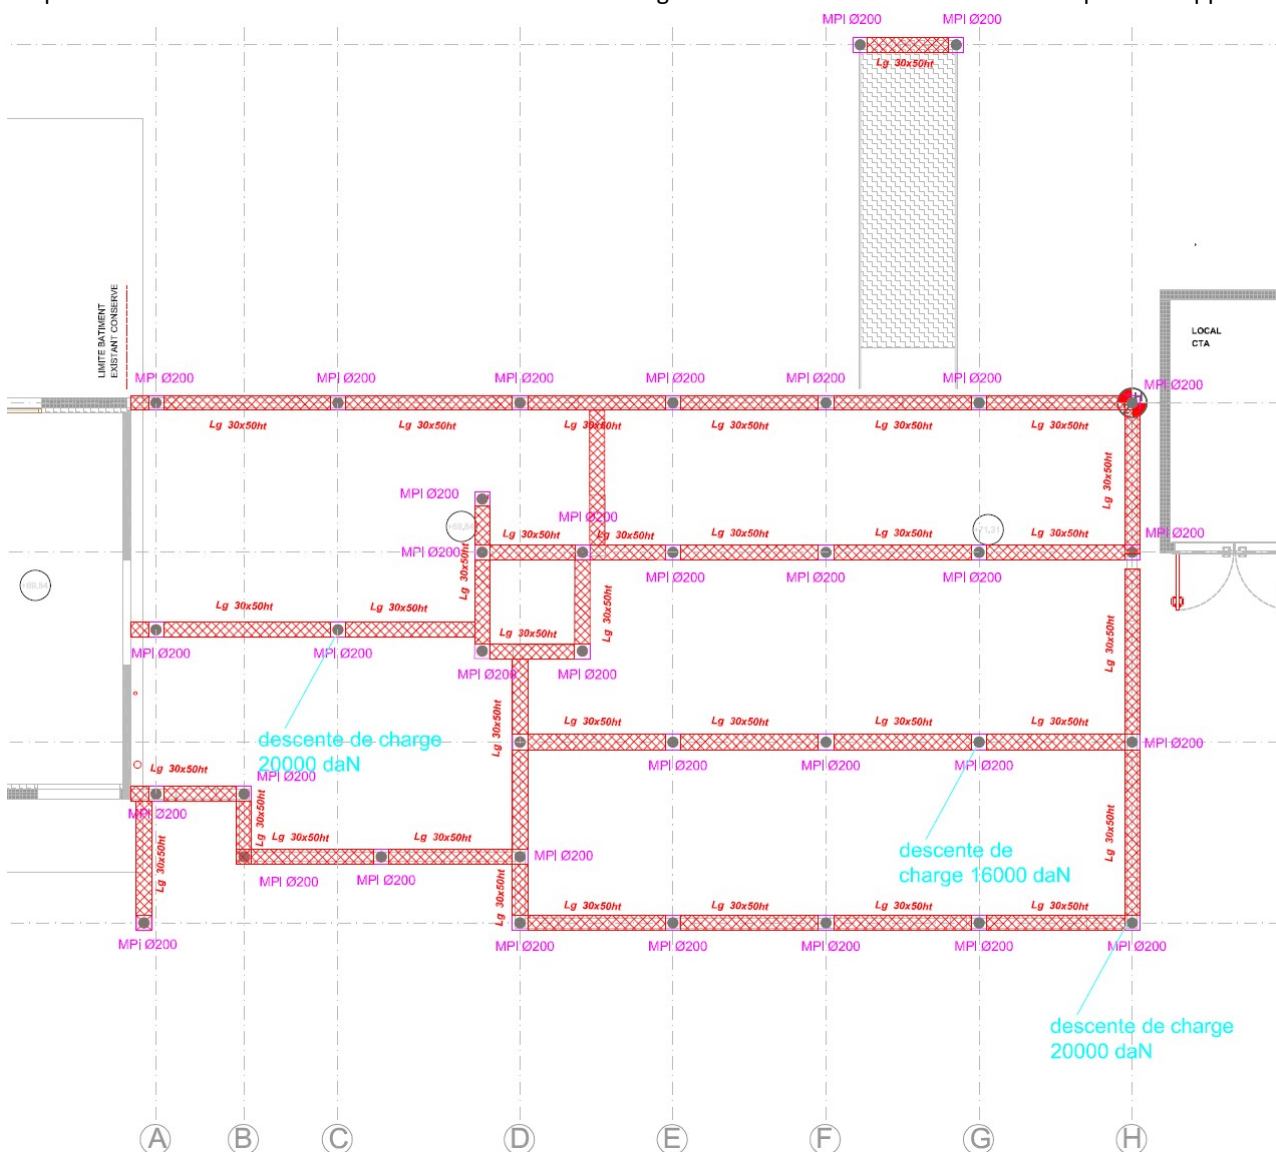 MPI Ø200
MPI Ø200
Lg 30x50ht
LIMITE BATIMENT
EXISTANT CONSERVE
LOCAL
CTA
MPI Ø200
MPI Ø200
MPI Ø200
MPI Ø200
MPI Ø200
MPI Ø200
MPI Ø200
H
Lg 30x50ht
Lg 30x50ht
Lg 30x50ht
Lg 30x50ht
Lg 30x50ht
Lg 30x50ht
Lg 30x50ht
MPI Ø200
MPI Ø200
MPI Ø200
Lg 30x50ht
Lg 30x50ht
Lg 30x50ht
Lg 30x50ht
Lg 30x50ht
MPI Ø200
MPI Ø200
MPI Ø200
MPI Ø200
+69,84
Lg 30x50ht
Lg 30x50ht
Lg 30x50ht
Lg 30x50ht
Lg 30x50ht
Lg 30x50ht
MPI Ø200
MPI Ø200
MPI Ø200
MPI Ø200
descente de charge
20000 daN
Lg 30x50ht
Lg 30x50ht
Lg 30x50ht
Lg 30x50ht
Lg 30x50ht
MPI Ø200
MPI Ø200
MPI Ø200
MPI Ø200
Lg 30x50ht
MPI Ø200
MPI Ø200
Lg 30x50ht
Lg 30x50ht
Lg 30x50ht
Lg 30x50ht
Lg 30x50ht
MPI Ø200
MPI Ø200
MPI Ø200
descente de
charge 16000 daN
Lg 30x50ht
Lg 30x50ht
Lg 30x50ht
Lg 30x50ht
Lg 30x50ht
MPi Ø200
MPI Ø200
MPI Ø200
MPI Ø200
MPI Ø200
MPI Ø200
descente de charge
20000 daN
A B C D E F G H